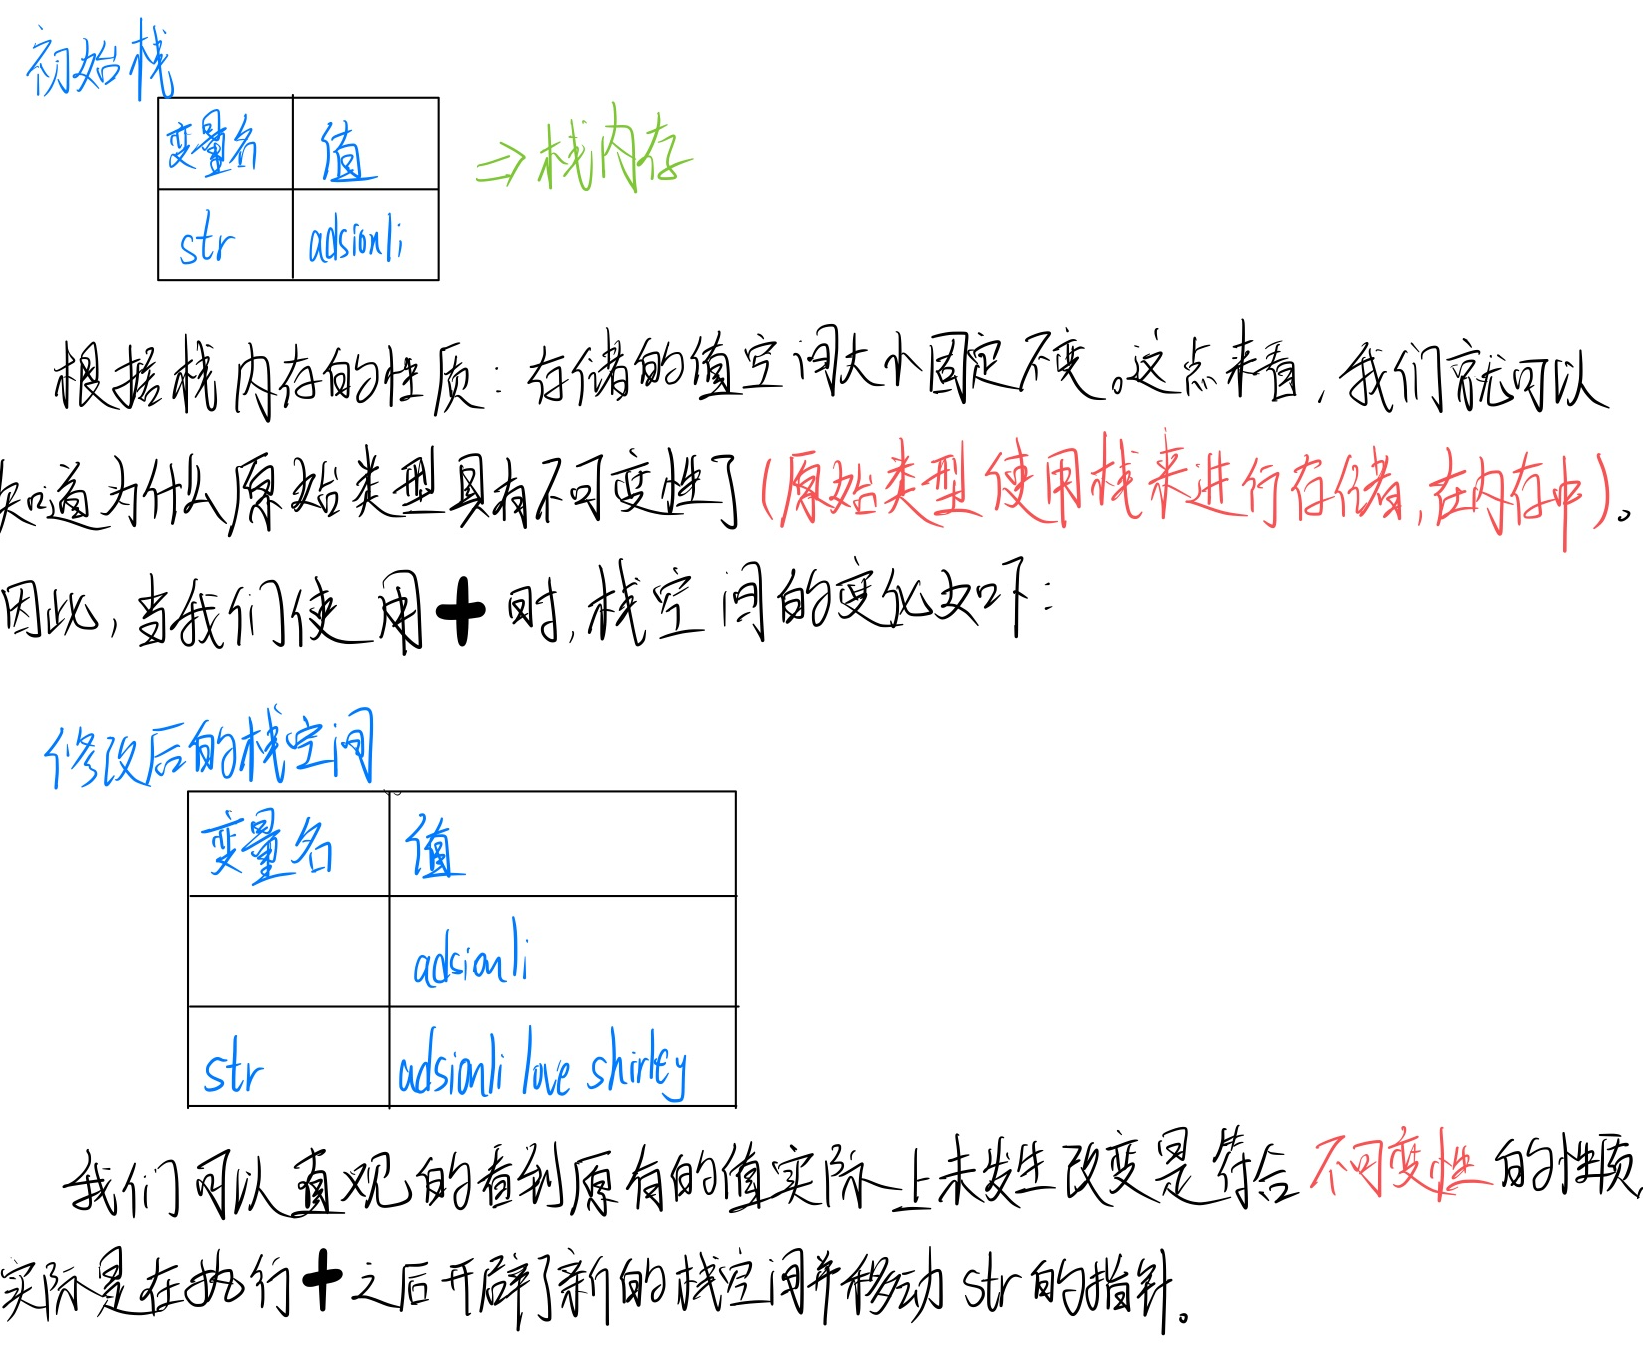 初始栈
变量名 值
⇒栈内存
str adsionli
根据栈内存的性质：存储的值空间大小固定不变。这点来看，我们就可以
知道为什么原始类型具有不可变性了(原始类型使用栈来进行存储，在内存中)。
因此，当我们使用+时，栈空间的变化如下：
修改后的栈空间
变量名 值
adsionli
str adsionli love shirley
我们可以直观的看到原有的值实际上未发生改变是符合不可变性的性质，
实际是在执行+之后开辟了新的栈空间并移动str的指针。